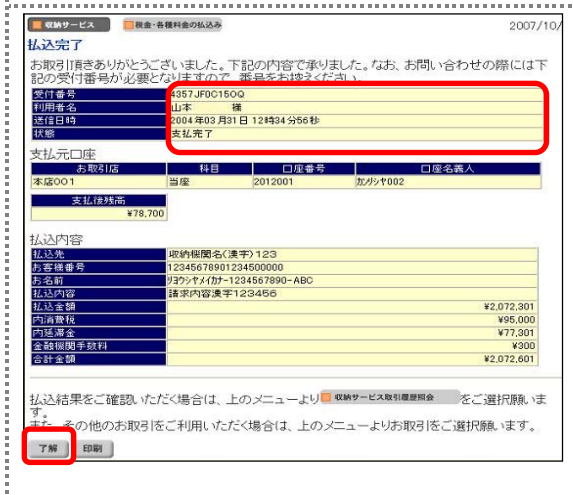 収納サービス 税金・各種料金の払込み 2007/10/
払込完了
お取引頂きありがとうございました。下記の内容で承りました。なお、お問い合わせの際には下
記の受付番号が必要となりますので、番号をお控えください。
受付番号 4357JF0C15OQ
利用者名 山本 様
送信日時 2004年03月31日 12時34分56秒
状態 支払完了
支払元口座
お取引店 科目 口座番号 口座名義人
本店001 当座 2012001 カ)ガシヤ002
支払後残高
¥78,700
払込内容
払込先 収納機関名(漢字)123
お客様番号 12345678901234500000
お名前 リヨウシヤメイカナ-1234567890-ABC
払込内容 請求内容漢字123456
払込金額 ¥2,072,301
内消費税 ¥95,000
内延滞金 ¥77,301
金融機関手数料 ¥300
合計金額 ¥2,072,601
払込結果をご確認いただく場合は、上のメニューより 収納サービス取引履歴照会 をご選択願いま
す。
また、その他のお取引をご利用いただく場合は、上のメニューよりお取引をご選択願います。
了解 印刷